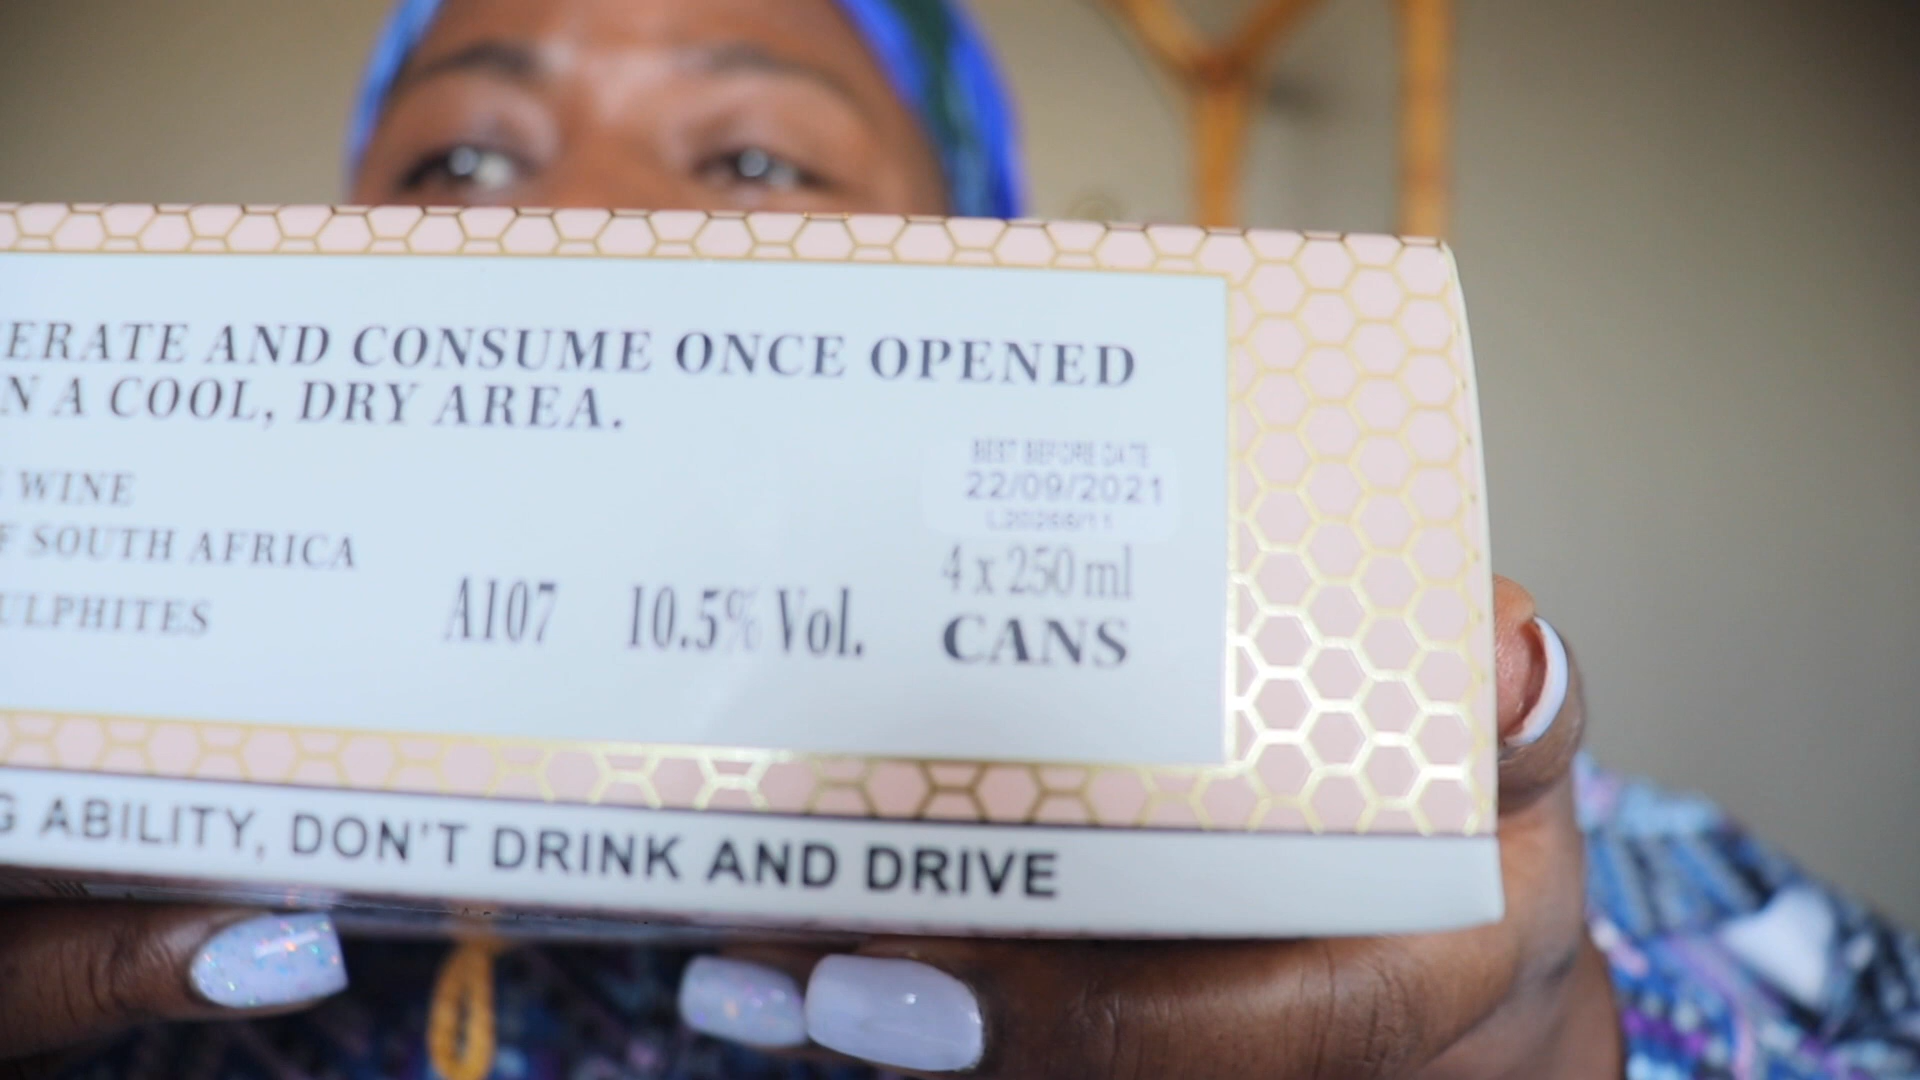 ERATE AND CONSUME ONCE OPENED
N A COOL, DRY AREA.
WINE
F SOUTH AFRICA
ULPHITES
A107
10.5% Vol.
BEST BEFORE DATE
22/09/2021
4 x 250 ml
CANS
G ABILITY, DON'T DRINK AND DRIVE